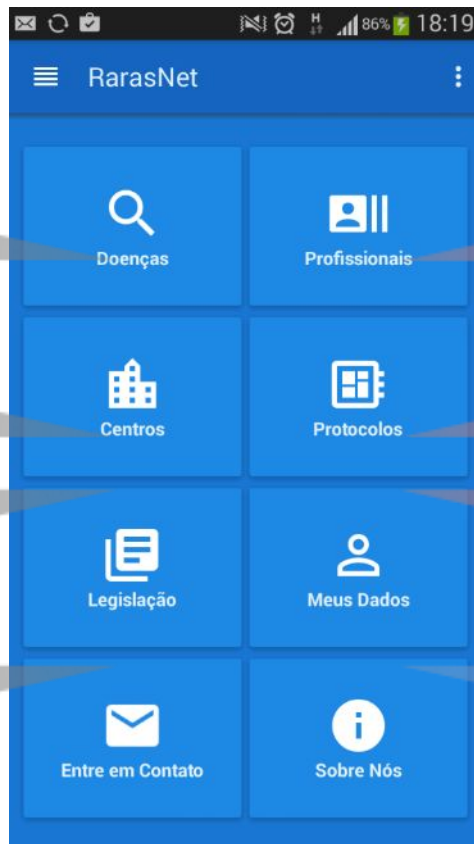 H 86% 18:19
RarasNet
Doenças
Profissionais
Centros
Protocolos
Legislação
Meus Dados
Entre em Contato
Sobre Nós